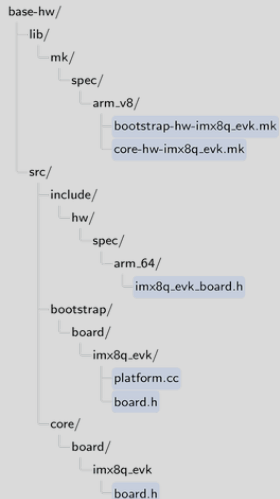 base-hw/
lib/
mk/
spec/
arm_v8/
bootstrap-hw-imx8q_evk.mk
core-hw-imx8q_evk.mk
src/
include/
hw/
spec/
arm_64/
imx8q_evk_board.h
bootstrap/
board/
imx8q_evk/
platform.cc
board.h
core/
board/
imx8q_evk
board.h